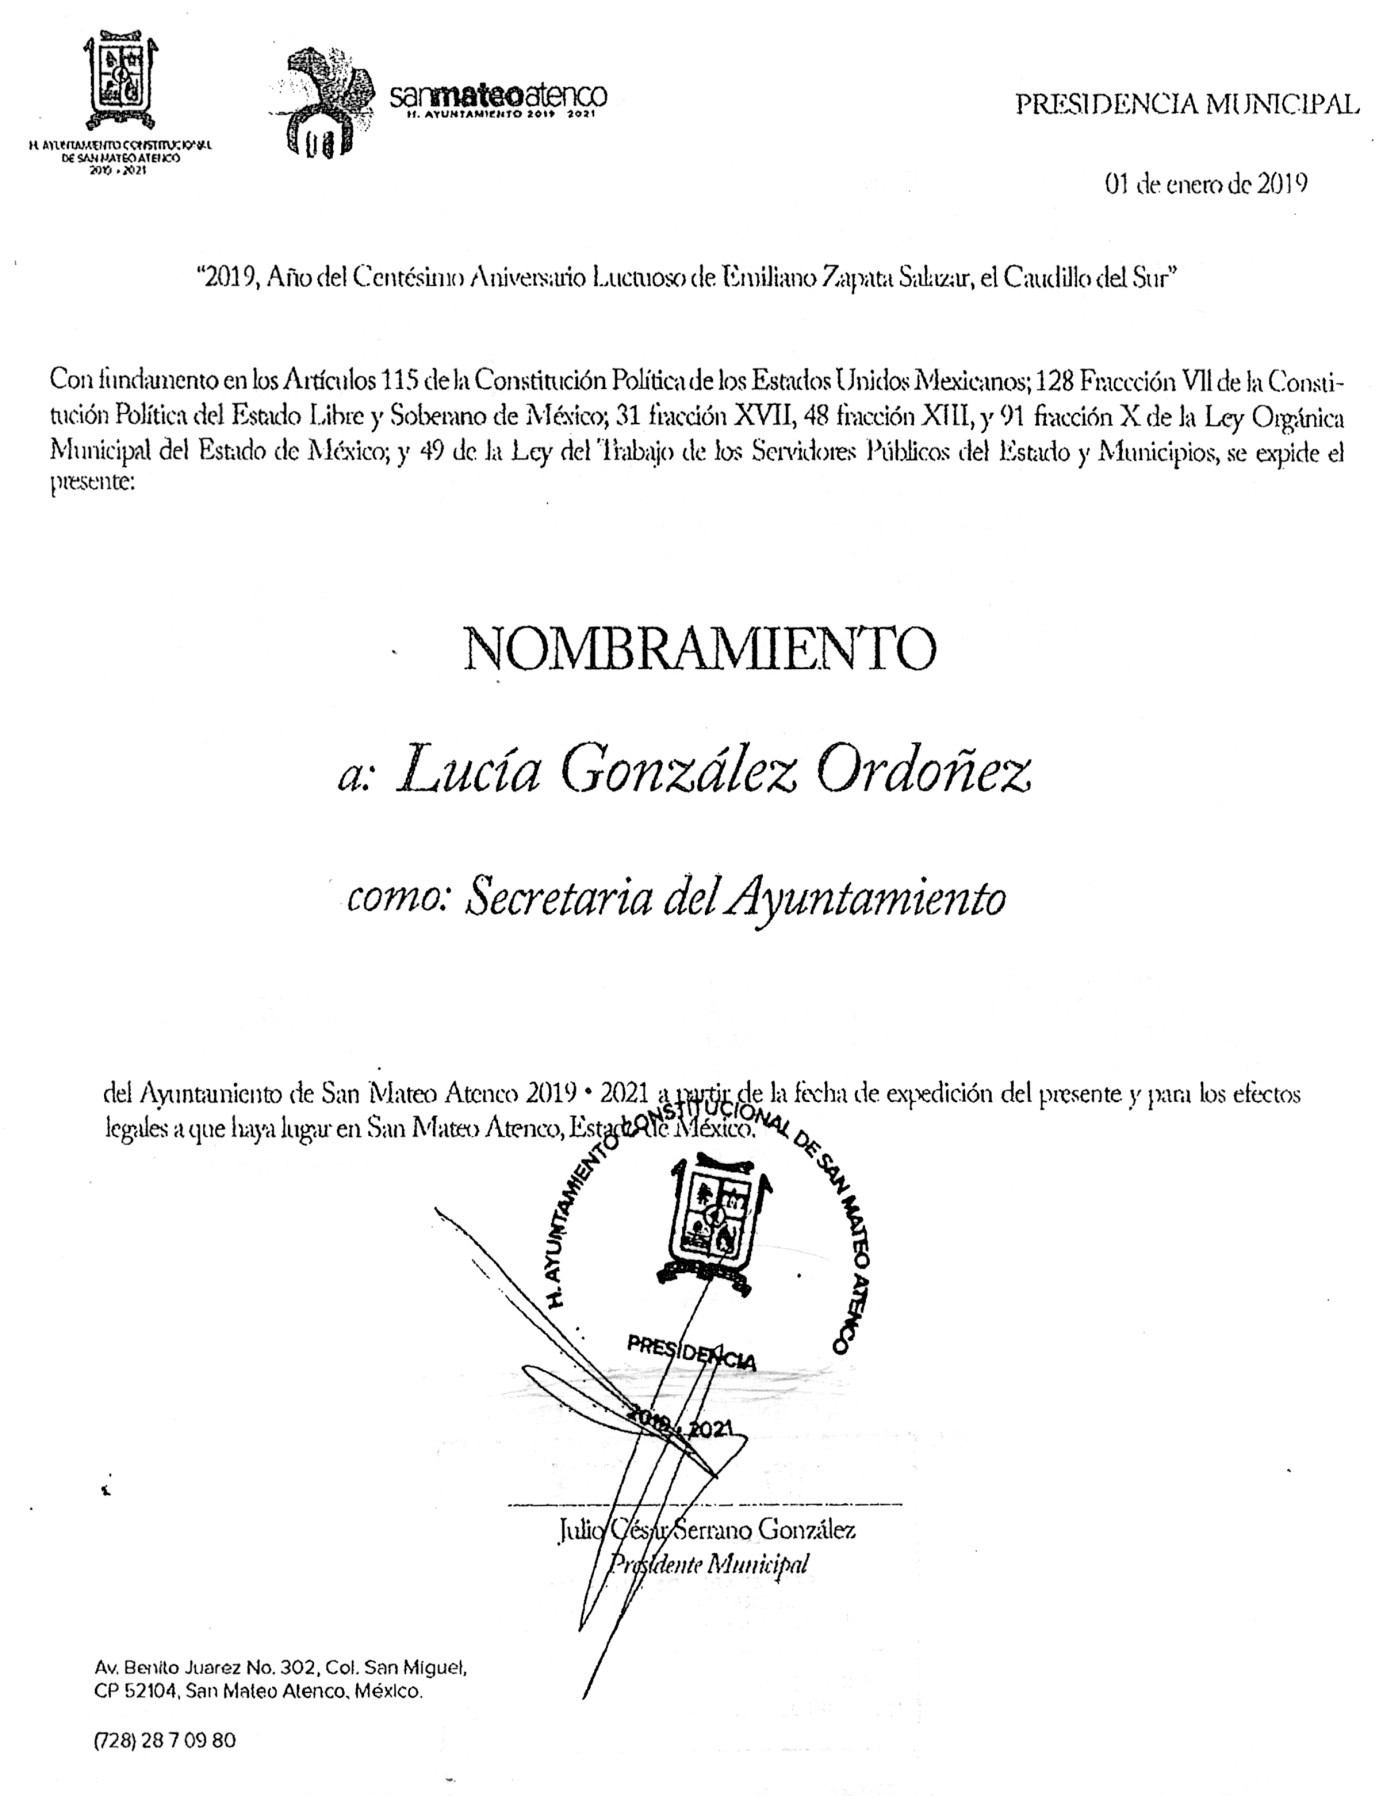 H. AYUNTAMIENTO CONSTITUCIONAL
DE SAN MATEO ATENCO
2019 • 2021
sanmateoatenco
H. AYUNTAMIENTO 2019 2021
PRESIDENCIA MUNICIPAL
01 de enero de 2019
“2019, Año del Centésimo Aniversario Luctuoso de Emiliano Zapata Salazar, el Caudillo del Sur”
Con fundamento en los Artículos 115 de la Constitución Política de los Estados Unidos Mexicanos; 128 Fraccción VII de la Consti-
tución Política del Estado Libre y Soberano de México; 31 fracción XVII, 48 fracción XIII, y 91 fracción X de la Ley Orgánica
Municipal del Estado de México; y 49 de la Ley del Trabajo de los Servidores Públicos del Estado y Municipios, se expide el
presente:
NOMBRAMIENTO
a: Lucía González Ordoñez
como: Secretaria del Ayuntamiento
del Ayuntamiento de San Mateo Atenco 2019 • 2021 a partir de la fecha de expedición del presente y para los efectos
legales a que haya lugar en San Mateo Atenco, Estado de México.
H. AYUNTAMIENTO CONSTITUCIONAL DE SAN MATEO ATENCO
PRESIDENCIA
2019 • 2021
Julio César Serrano González
Presidente Municipal
Av. Benito Juarez No. 302, Col. San Miguel,
CP 52104, San Mateo Atenco, México.
(728) 28 7 09 80